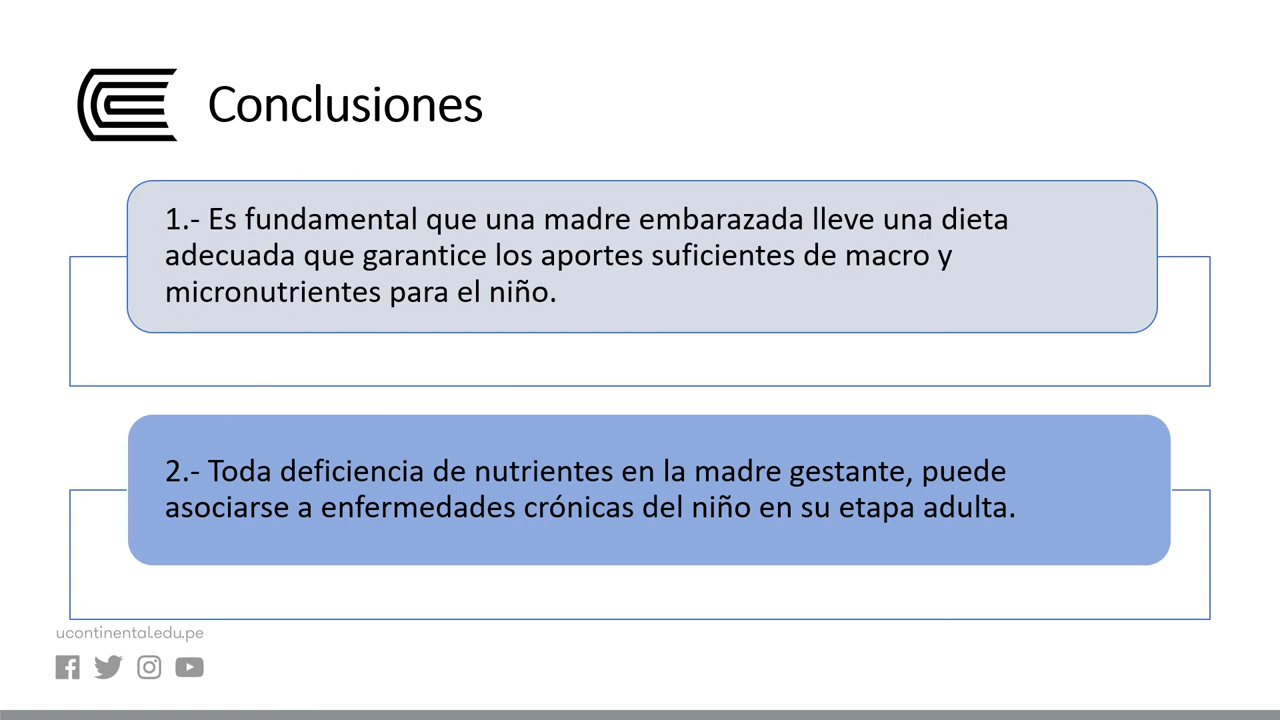 Conclusiones
1.- Es fundamental que una madre embarazada lleve una dieta
adecuada que garantice los aportes suficientes de macro y
micronutrientes para el niño.
2.- Toda deficiencia de nutrientes en la madre gestante, puede
asociarse a enfermedades crónicas del niño en su etapa adulta.
ucontinental.edu.pe